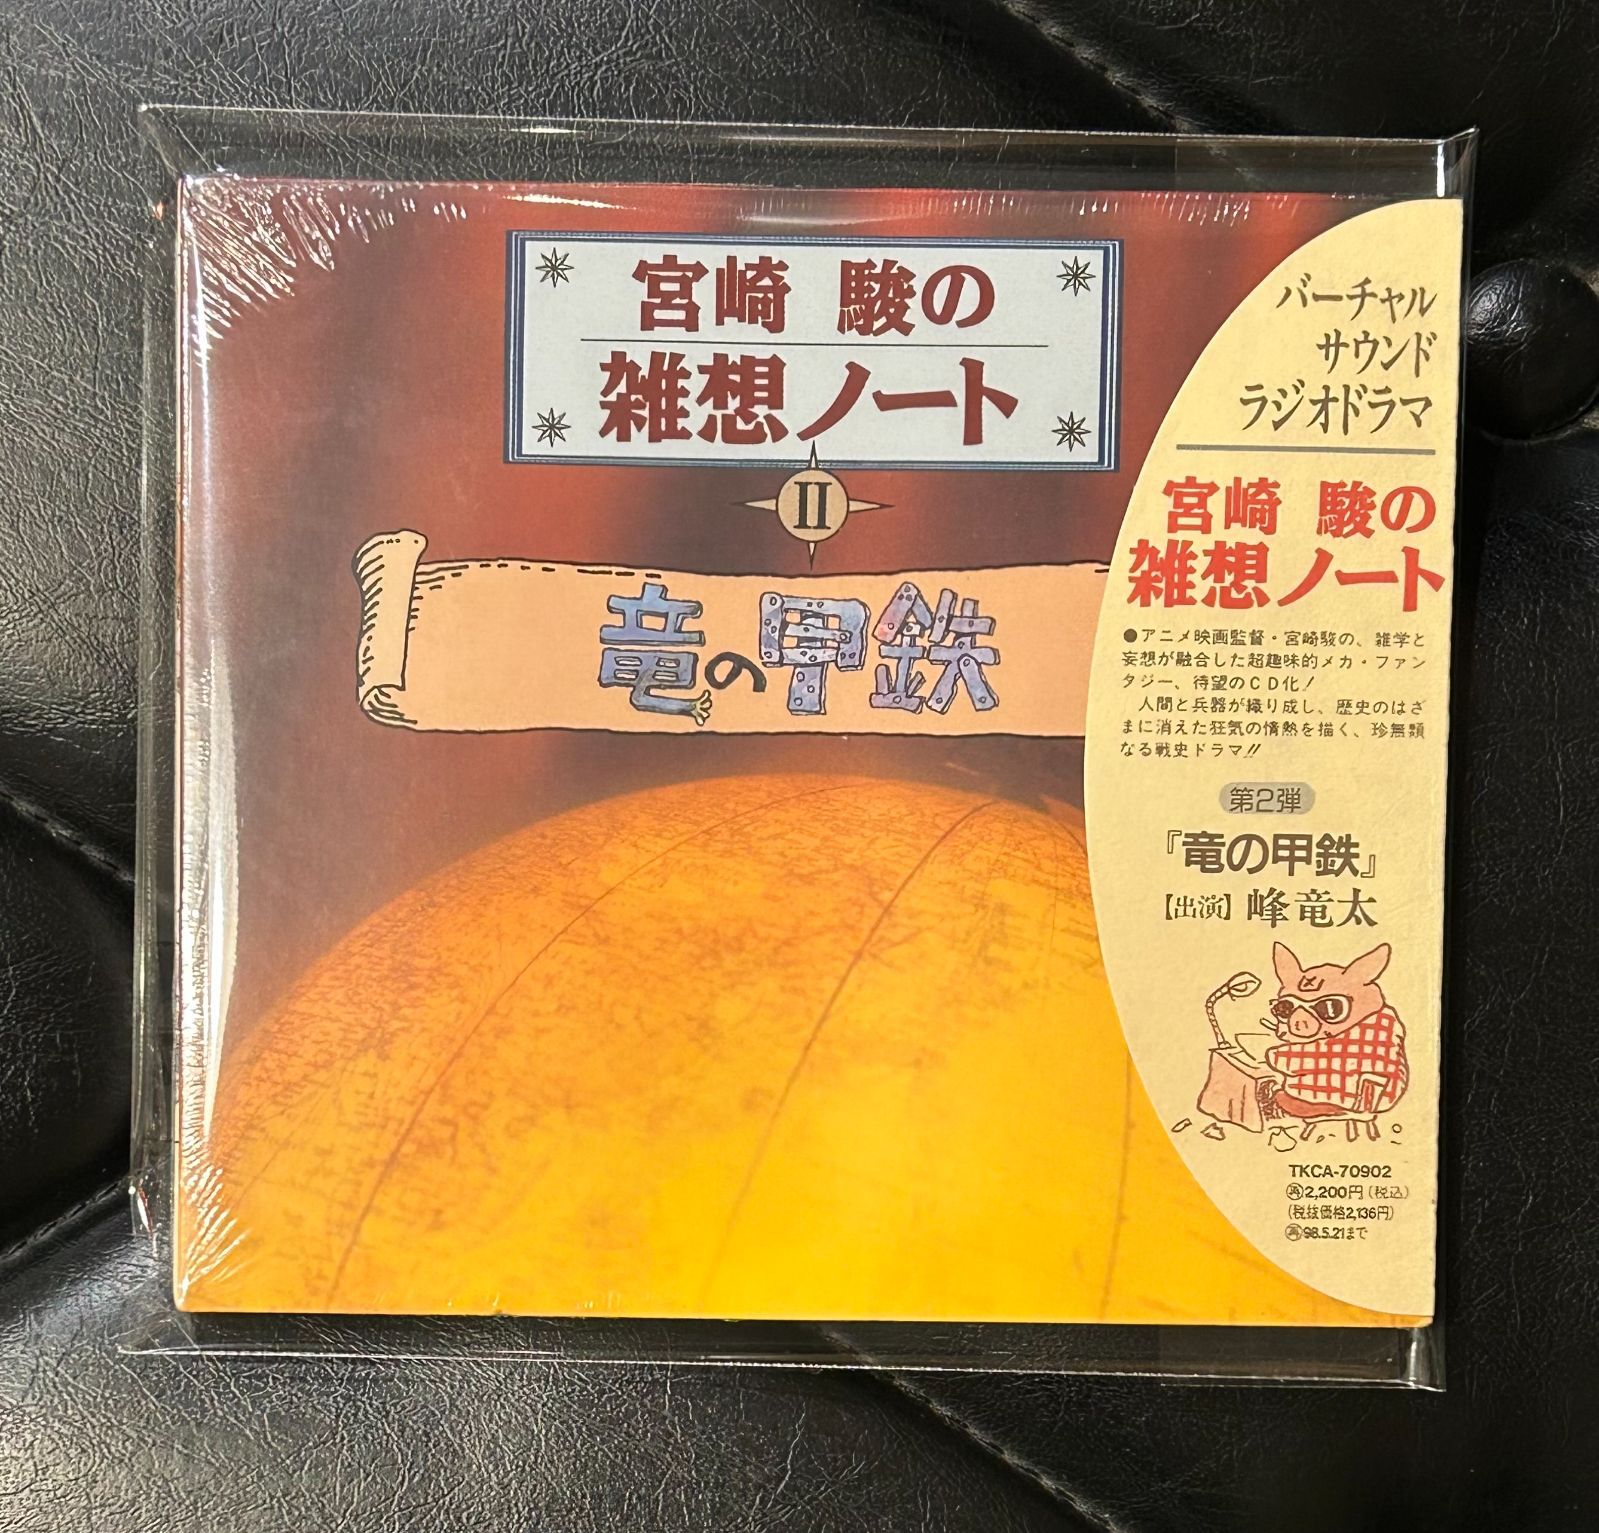 宮崎 駿の
雑想ノート
II
竜の甲鉄
バーチャル
サウンド
ラジオドラマ
宮崎 駿の
雑想ノート
●アニメ映画監督・宮崎駿の、雑学と
妄想が融合した超趣味的メカ・ファン
タジー、待望のCD化!
人間と兵器が織り成し、歴史のはざ
まに消えた狂気の情熱を描く、珍無類
なる戦史ドラマ!!
第2弾
『竜の甲鉄』
【出演】峰竜太
TKCA-70902
再2,200円(税込)
(税抜価格2,136円)
再98.5.21まで